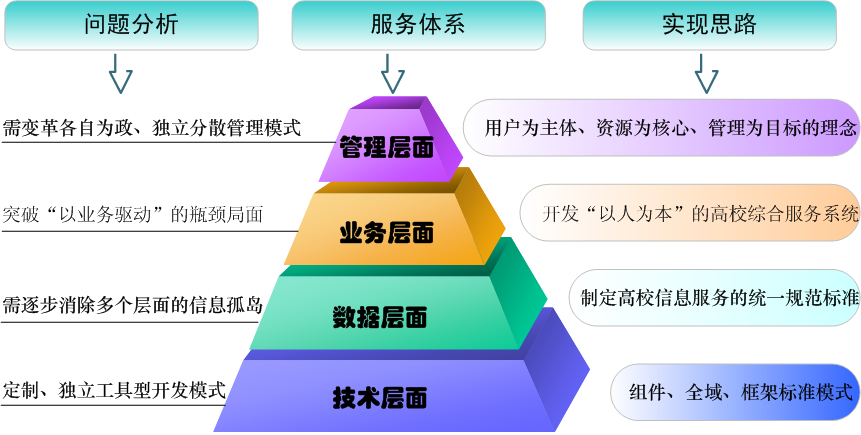 问题分析
服务体系
实现思路
需变革各自为政、独立分散管理模式
管理层面
用户为主体、资源为核心、管理为目标的理念
突破“以业务驱动”的瓶颈局面
业务层面
开发“以人为本”的高校综合服务系统
需逐步消除多个层面的信息孤岛
数据层面
制定高校信息服务的统一规范标准
定制、独立工具型开发模式
技术层面
组件、全域、框架标准模式